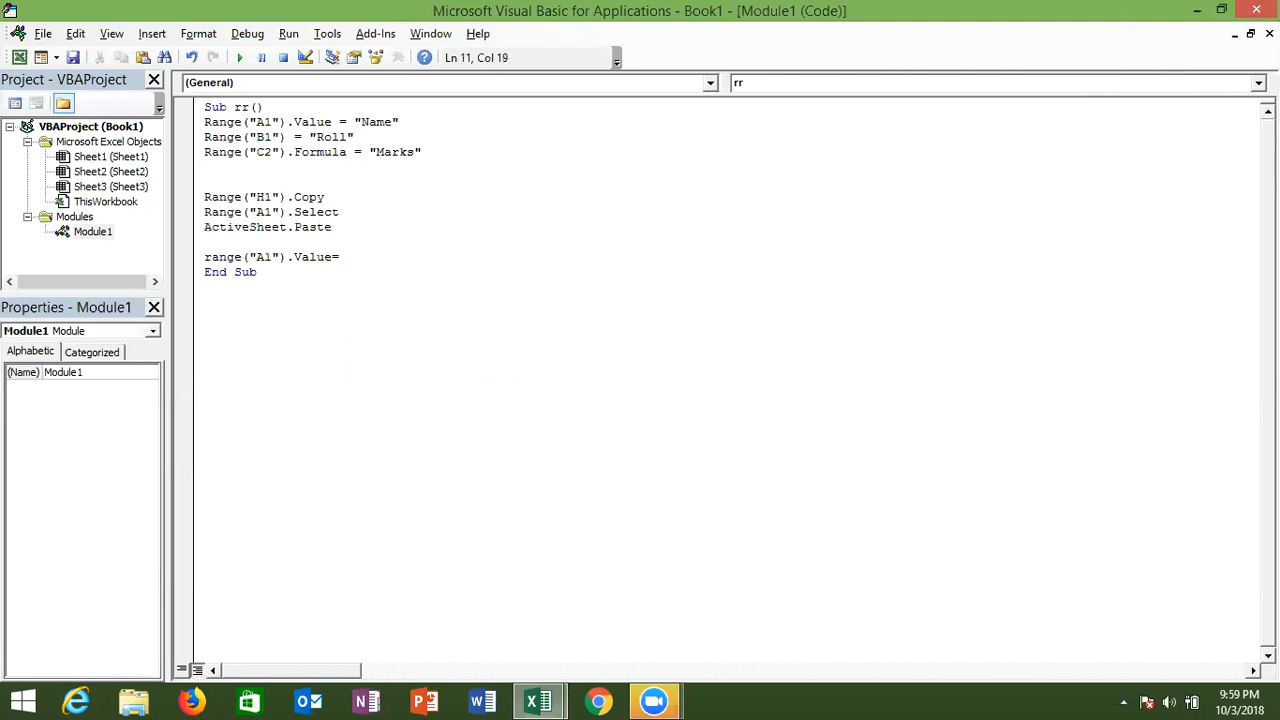 Microsoft Visual Basic for Applications - Book1 - [Module1 (Code)]
File Edit View Insert Format Debug Run Tools Add-Ins Window Help
Ln 11, Col 19
Project - VBAProject
(General)
rr
VBAProject (Book1)
Microsoft Excel Objects
Sheet1 (Sheet1)
Sheet2 (Sheet2)
Sheet3 (Sheet3)
ThisWorkbook
Modules
Module1
Sub rr()
Range("A1").Value = "Name"
Range("B1") = "Roll"
Range("C2").Formula = "Marks"
Range("H1").Copy
Range("A1").Select
ActiveSheet.Paste
range("A1").Value=
End Sub
Properties - Module1
Module1 Module
Alphabetic Categorized
(Name) Module1
9:59 PM
10/3/2018